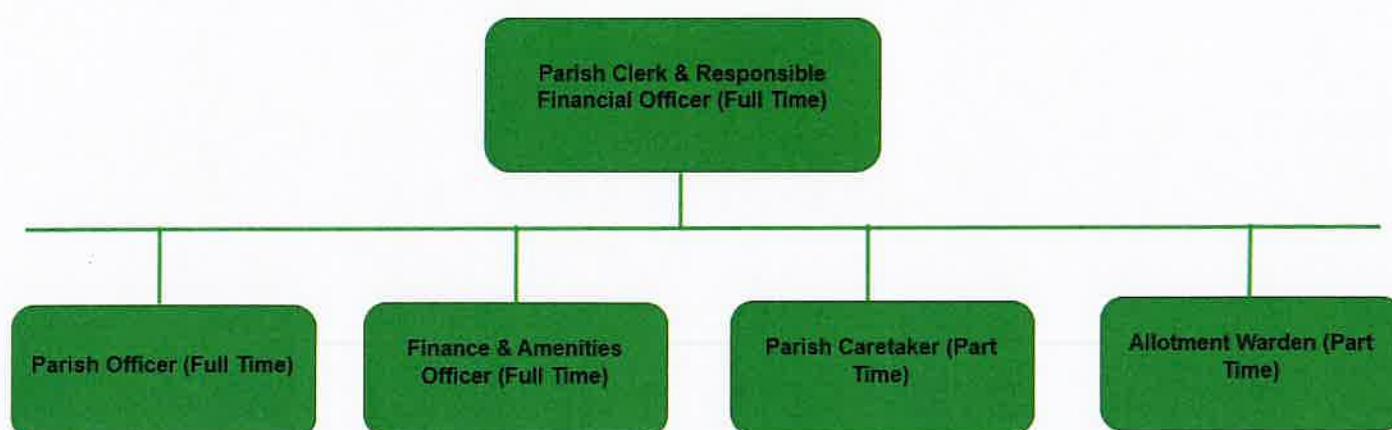 Parish Clerk & Responsible
Financial Officer (Full Time)
Parish Officer (Full Time)
Finance & Amenities
Officer (Full Time)
Parish Caretaker (Part
Time)
Allotment Warden (Part
Time)